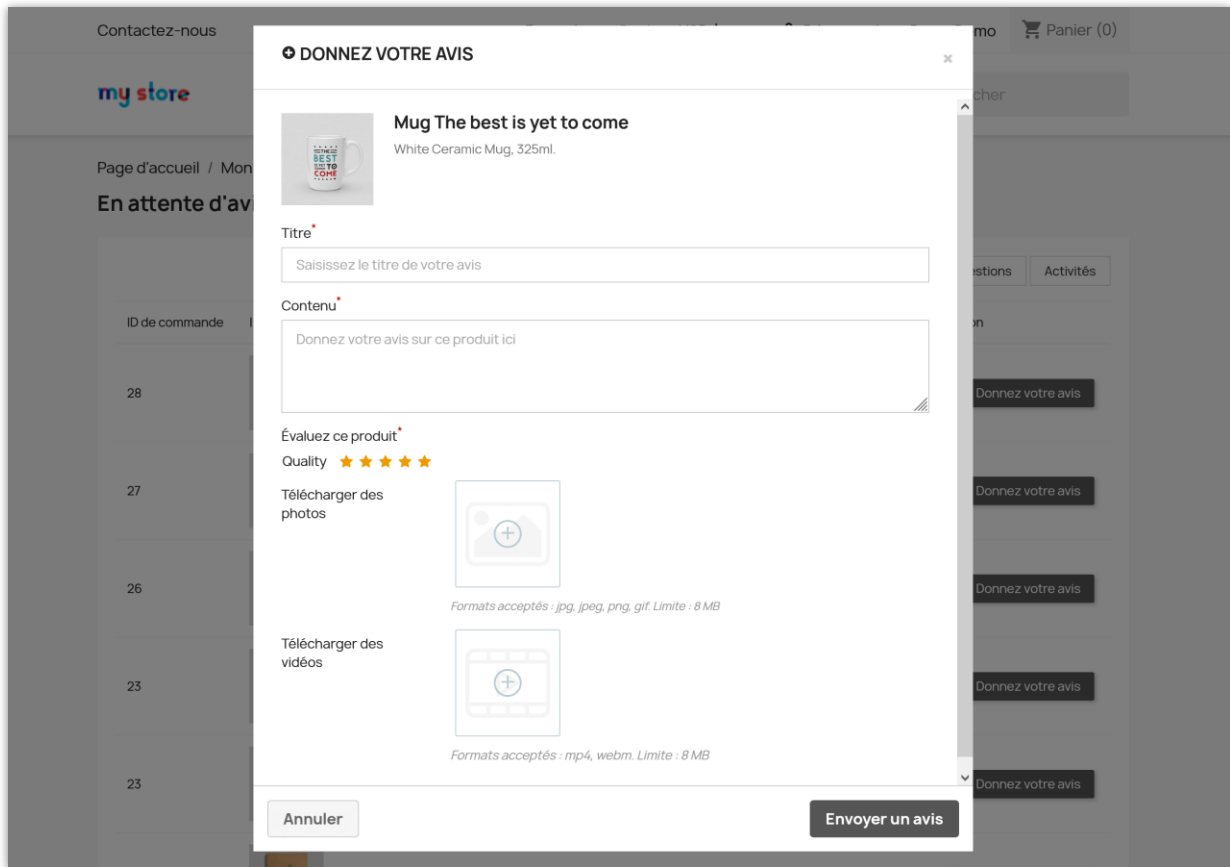 Contactez-nous
mo
Panier (0)
my store
cher
Page d'accueil / Mon
En attente d'avi
estions
Activités
ID de commande
on
28
Donnez votre avis
27
Donnez votre avis
26
Donnez votre avis
23
Donnez votre avis
23
Donnez votre avis
DONNEZ VOTRE AVIS
THE
BEST
IS YET TO
COME
Mug The best is yet to come
White Ceramic Mug, 325ml.
Titre*
Saisissez le titre de votre avis
Contenu*
Donnez votre avis sur ce produit ici
Évaluez ce produit*
Quality
Télécharger des
photos
Formats acceptés : jpg, jpeg, png, gif. Limite : 8 MB
Télécharger des
vidéos
Formats acceptés : mp4, webm. Limite : 8 MB
Annuler
Envoyer un avis